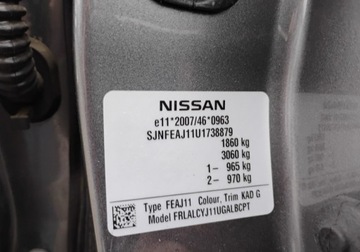 NISSAN
e11*2007/46*0963
SJNFEAJ11U1738879
1860 kg
3060 kg
1- 965 kg
2- 970 kg
Type FEAJ11 Colour, Trim KAD G
Model FRLALCYJ11UGALBCPT